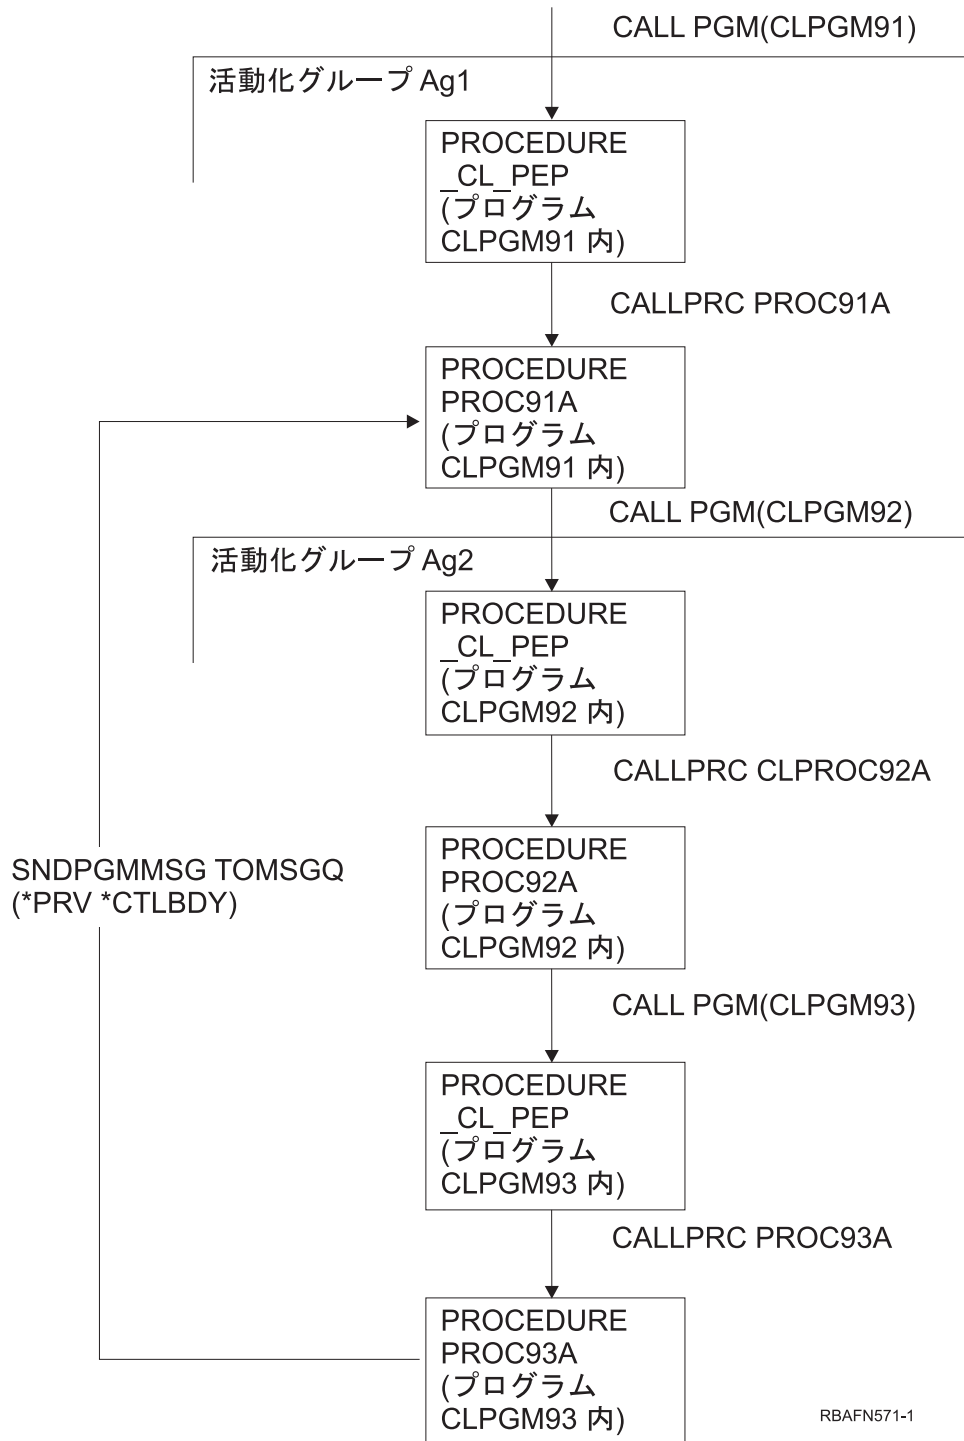 CALL PGM(CLPGM91)
活動化グループ Ag1
PROCEDURE
_CL_PEP
(プログラム
CLPGM91 内)
CALLPRC PROC91A
PROCEDURE
PROC91A
(プログラム
CLPGM91 内)
CALL PGM(CLPGM92)
活動化グループ Ag2
PROCEDURE
_CL_PEP
(プログラム
CLPGM92 内)
CALLPRC CLPROC92A
PROCEDURE
PROC92A
(プログラム
CLPGM92 内)
SNDPGMMSG TOMSGQ
(*PRV *CTLBDY)
CALL PGM(CLPGM93)
PROCEDURE
_CL_PEP
(プログラム
CLPGM93 内)
CALLPRC PROC93A
PROCEDURE
PROC93A
(プログラム
CLPGM93 内)
RBAFN571-1